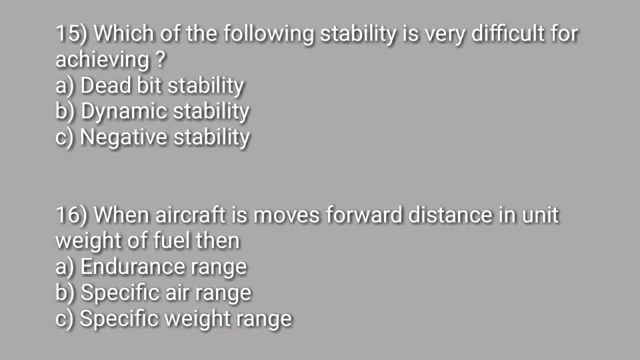 15) Which of the following stability is very difficult for
achieving ?
a) Dead bit stability
b) Dynamic stability
c) Negative stability
16) When aircraft is moves forward distance in unit
weight of fuel then
a) Endurance range
b) Specific air range
c) Specific weight range